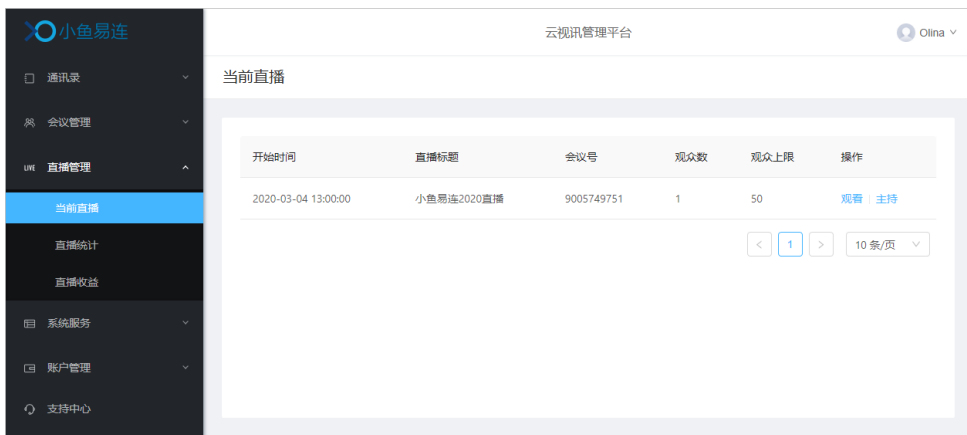 小鱼易连
云视讯管理平台
Olina
通讯录
当前直播
会议管理
LIVE 直播管理
当前直播
直播统计
直播收益
系统服务
账户管理
支持中心
开始时间 直播标题 会议号 观众数 观众上限 操作
2020-03-04 13:00:00 小鱼易连2020直播 9005749751 1 50 观看 | 主持
< 1 > 10 条/页